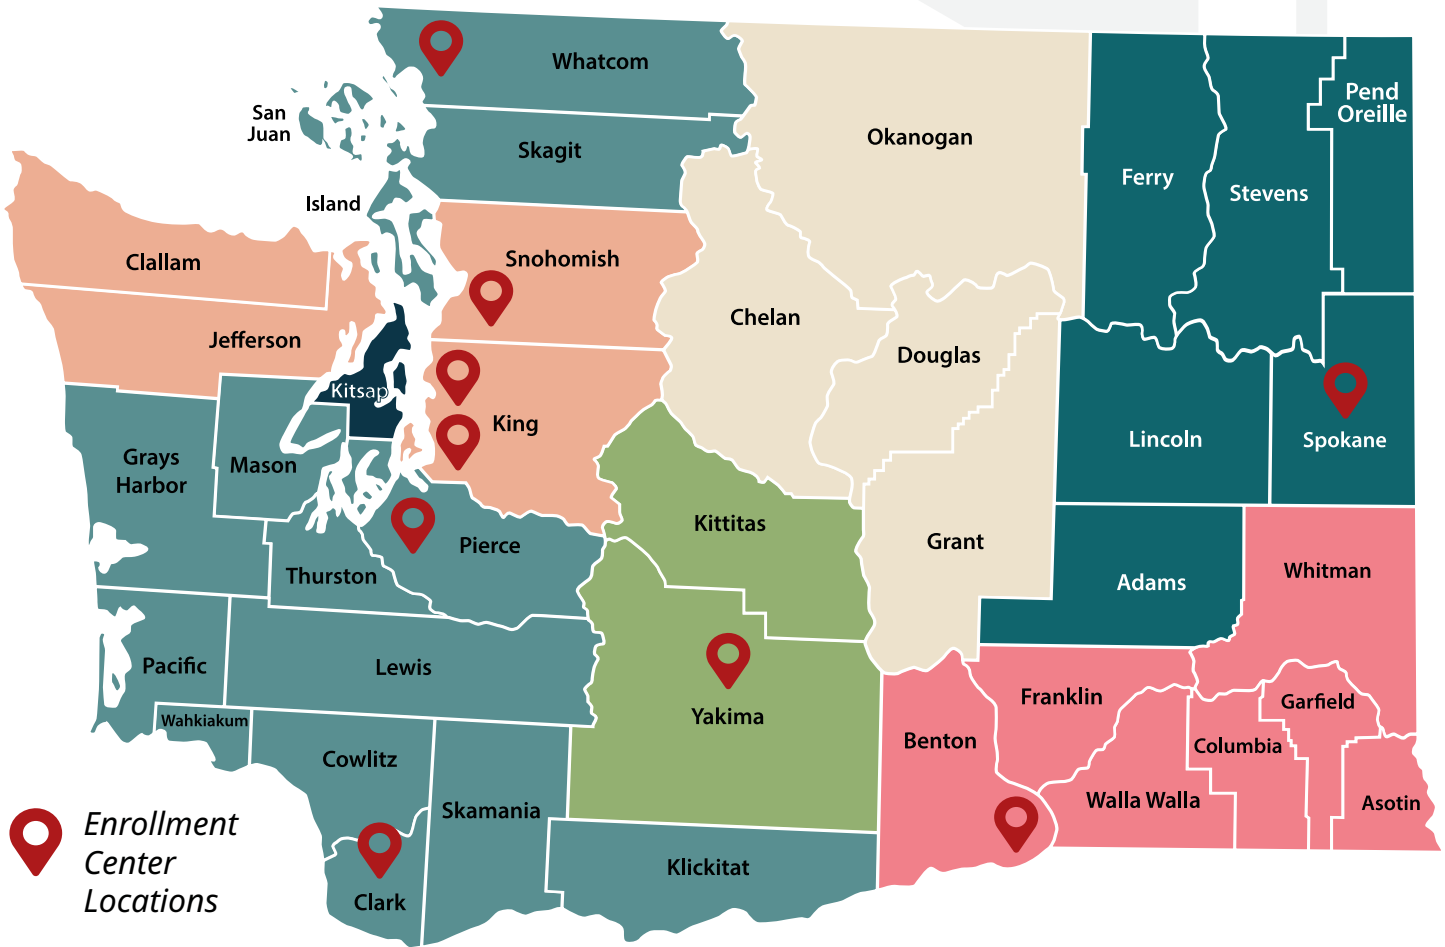 Whatcom
San
Juan
Skagit
Island
Okanogan
Pend
Oreille
Ferry
Stevens
Clallam
Snohomish
Jefferson
Chelan
Douglas
Kitsap
King
Lincoln
Spokane
Grays
Harbor
Mason
Kittitas
Grant
Pierce
Thurston
Adams
Whitman
Pacific
Lewis
Yakima
Franklin
Garfield
Wahkiakum
Benton
Columbia
Cowlitz
Skamania
Walla Walla
Asotin
Klickitat
Clark
Enrollment
Center
Locations